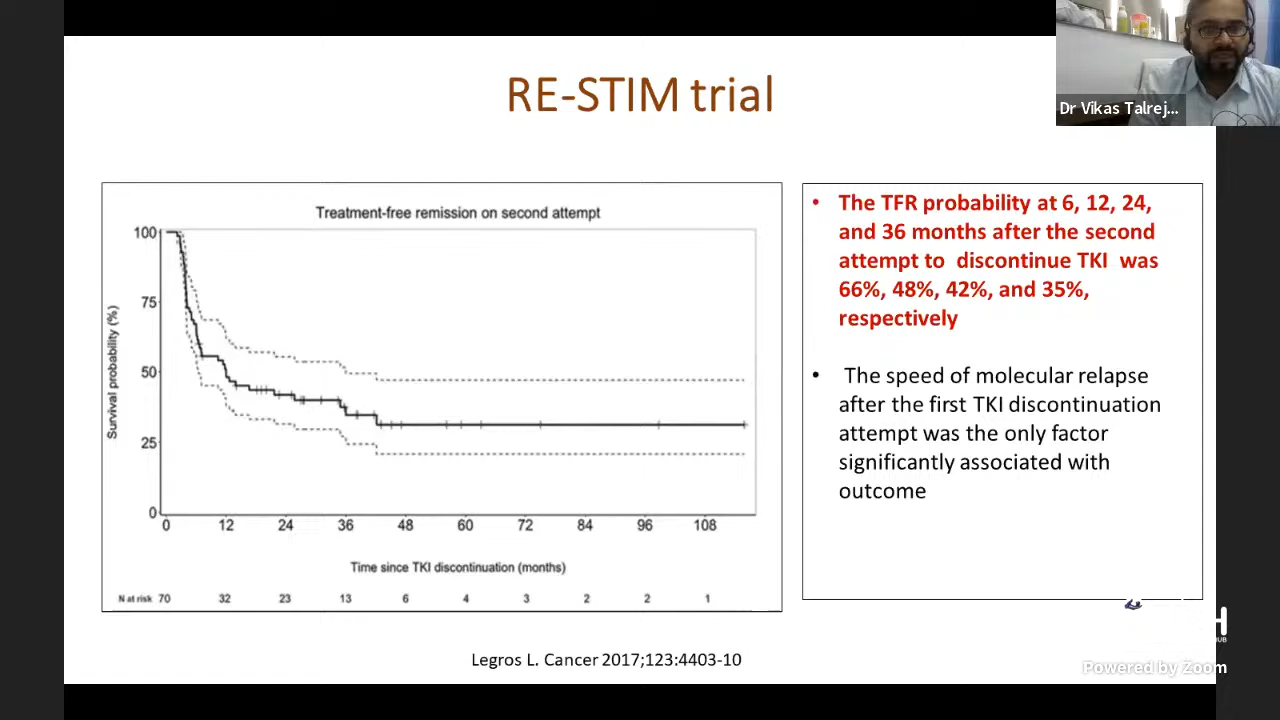 RE-STIM trial
Dr Vikas Talrej...
Treatment-free remission on second attempt
Survival probability (%)
100
75
50
25
0
0 12 24 36 48 60 72 84 96 108
Time since TKI discontinuation (months)
N at risk 70 32 23 13 6 4 3 2 2 1
• The TFR probability at 6, 12, 24,
and 36 months after the second
attempt to discontinue TKI was
66%, 48%, 42%, and 35%,
respectively
• The speed of molecular relapse
after the first TKI discontinuation
attempt was the only factor
significantly associated with
outcome
Legros L. Cancer 2017;123:4403-10
H
UB
Powered by Zoom